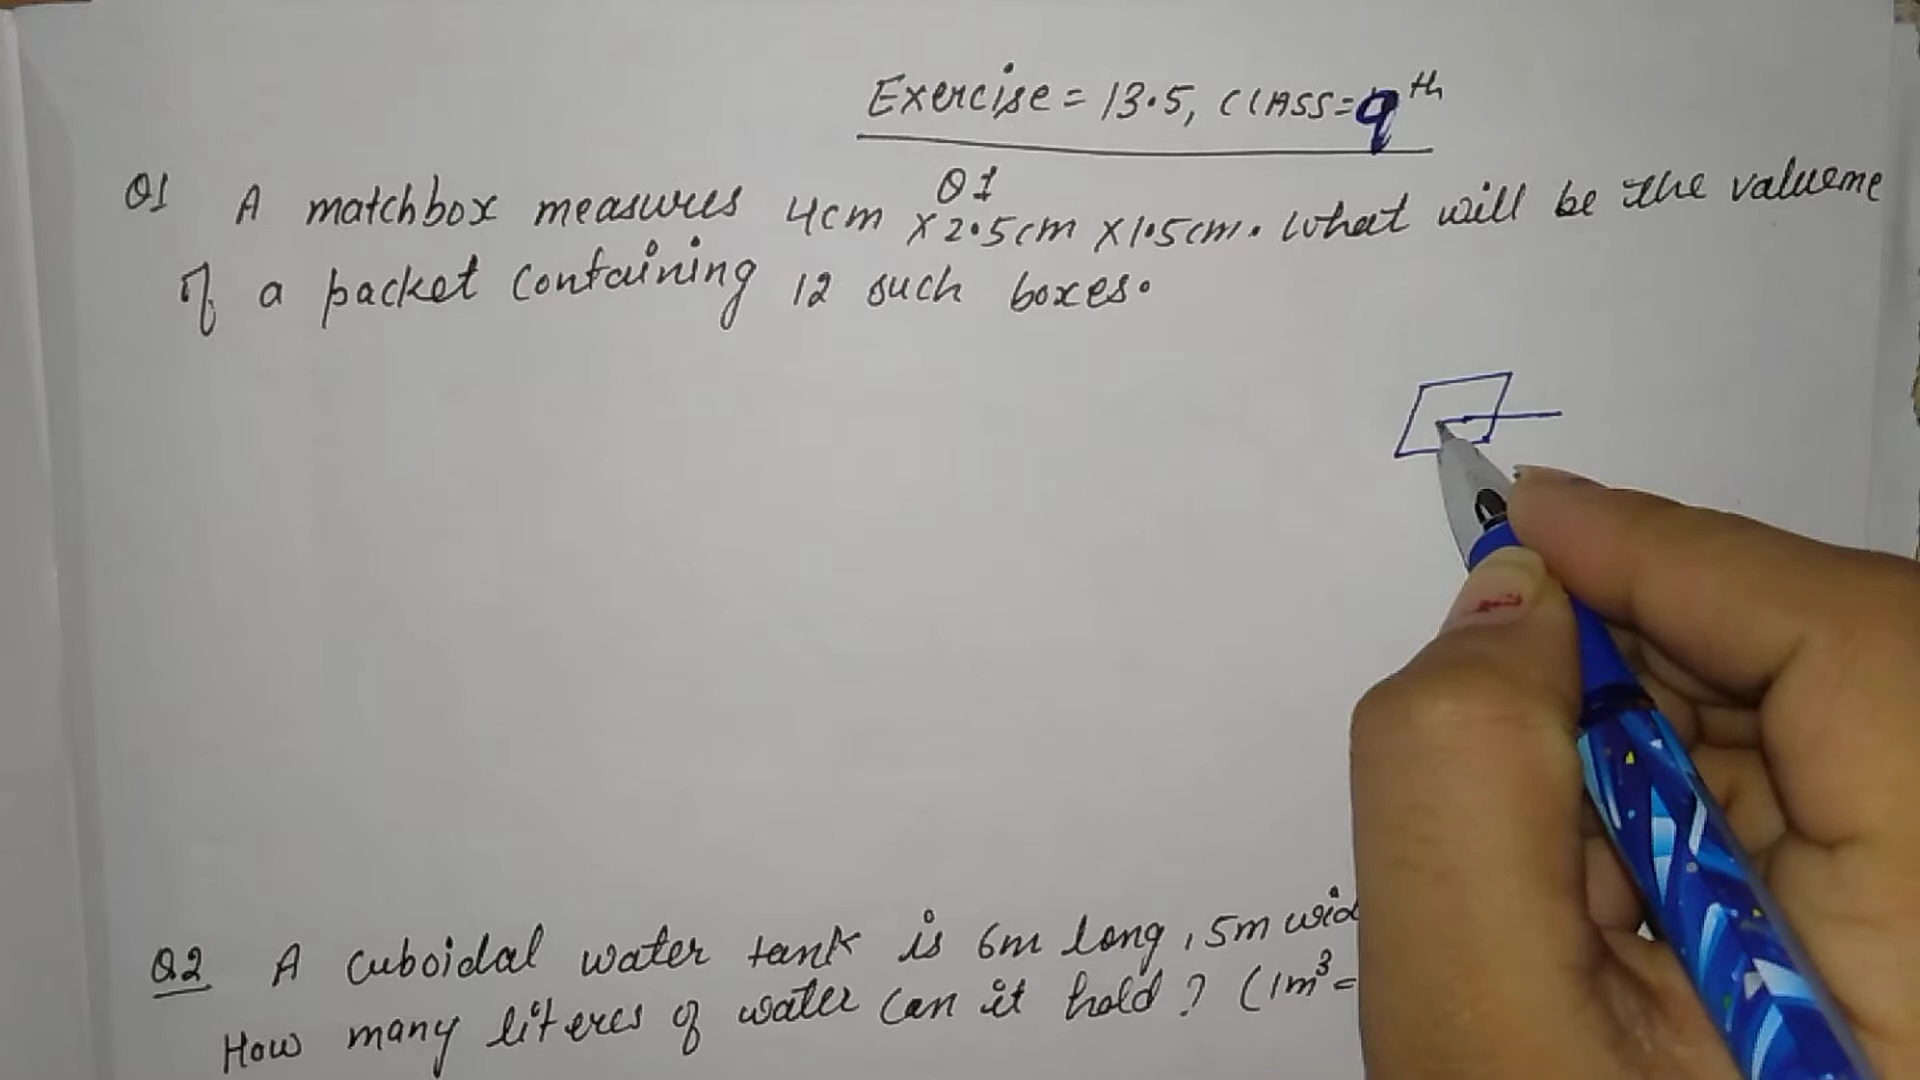 Exercise = 13.5, CLASS= 9th
Q1
Q1 A matchbox measures 4cm x 2.5cm x 1.5cm. What will be the valueme
of a packet containing 12 such boxes.
Q2 A cuboidal water tank is 6m long, 5m wid
How many literes of water can it hold? (1m³ =